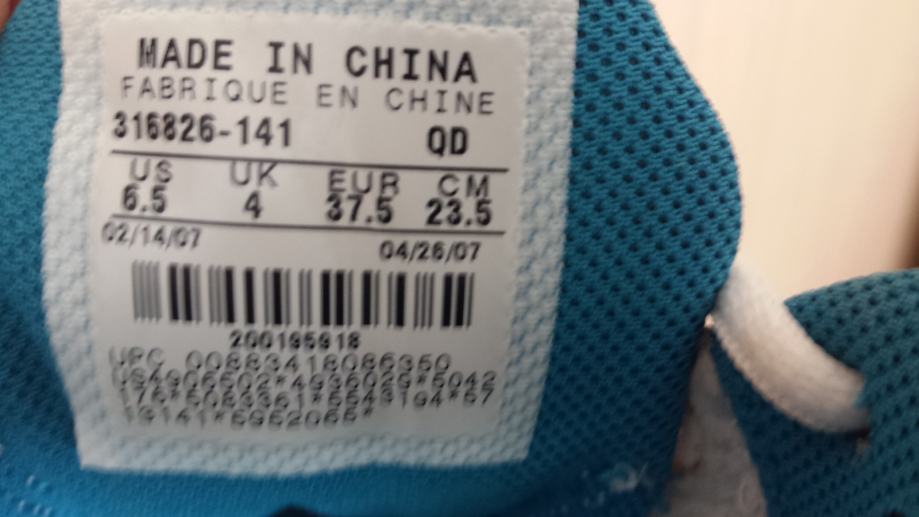 MADE IN CHINA
FABRIQUE EN CHINE
316826-141 QD
US UK EUR CM
6.5 4 37.5 23.5
02/14/07 04/26/07
200195918
UPC 00883418086350